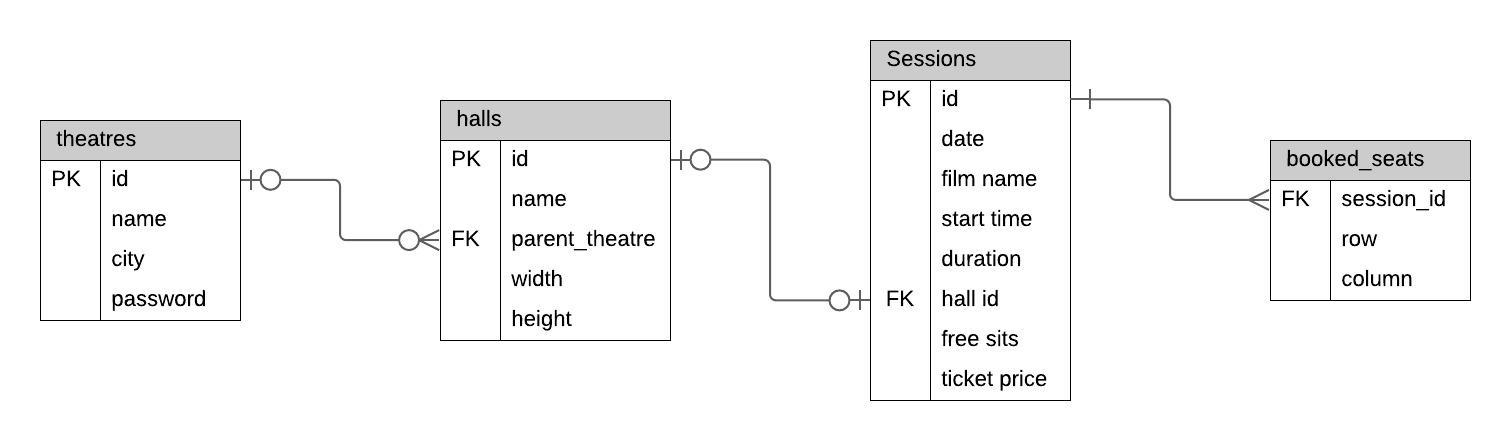 theatres
PK id
name
city
password
halls
PK id
name
FK parent_theatre
width
height
Sessions
PK id
date
film name
start time
duration
FK hall id
free sits
ticket price
booked_seats
FK session_id
row
column